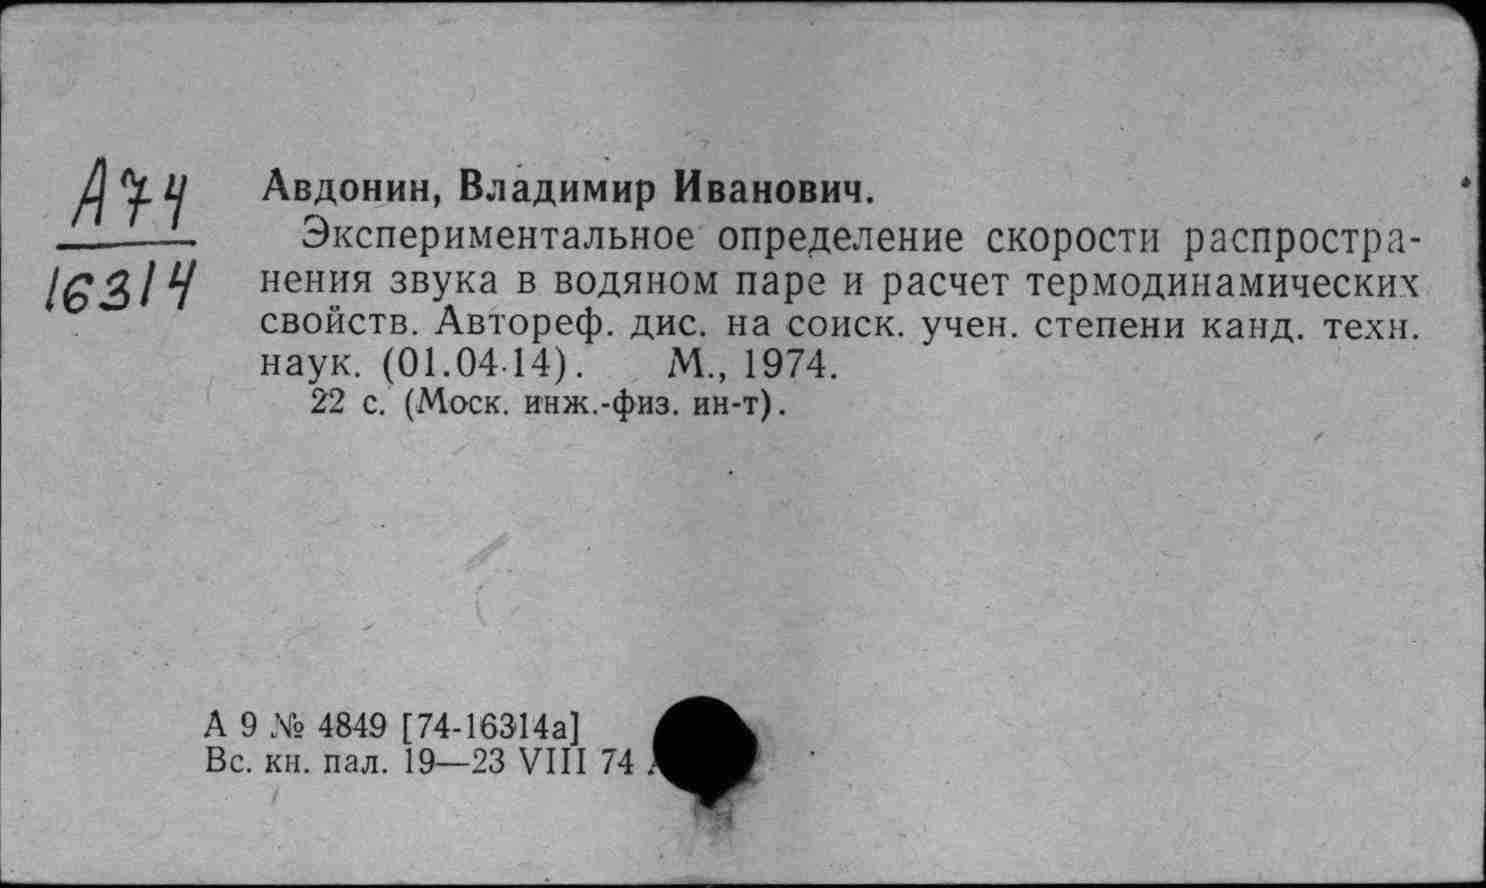 А74
16314
Авдонин, Владимир Иванович.
Экспериментальное определение скорости распростра-
нения звука в водяном паре и расчет термодинамических
свойств. Автореф. дис. на соиск. учен. степени канд. техн.
наук. (01.04.14). М., 1974.
22 с. (Моск. инж.-физ. ин-т).
А 9 № 4849 [74-16314а]
Вс. кн. пал. 19—23 VIII 74